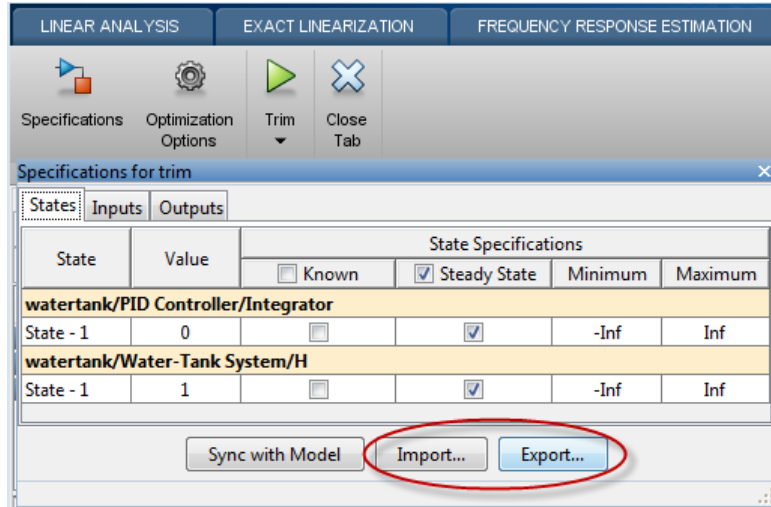 LINEAR ANALYSIS EXACT LINEARIZATION FREQUENCY RESPONSE ESTIMATION
Specifications Optimization Options Trim Close Tab
Specifications for trim
States Inputs Outputs
State Value State Specifications
Known Steady State Minimum Maximum
watertank/PID Controller/Integrator
State - 1 0 -Inf Inf
watertank/Water-Tank System/H
State - 1 1 -Inf Inf
Sync with Model Import... Export...